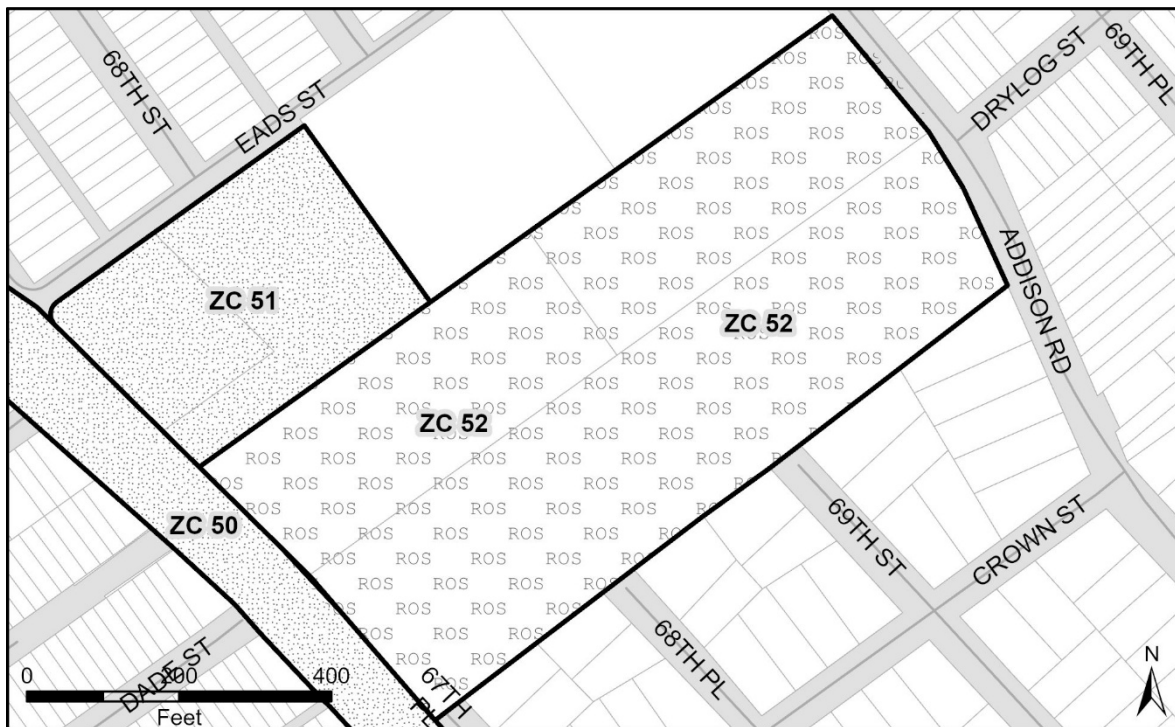 68TH ST
EADS ST
DRYLOG ST
69TH PL
ADDISON RD
ZC 51
ZC 52
ZC 52
ZC 50
ROS
69TH ST
CROWN ST
68TH PL
67TH PL
DADE ST
0 200 400
Feet
N